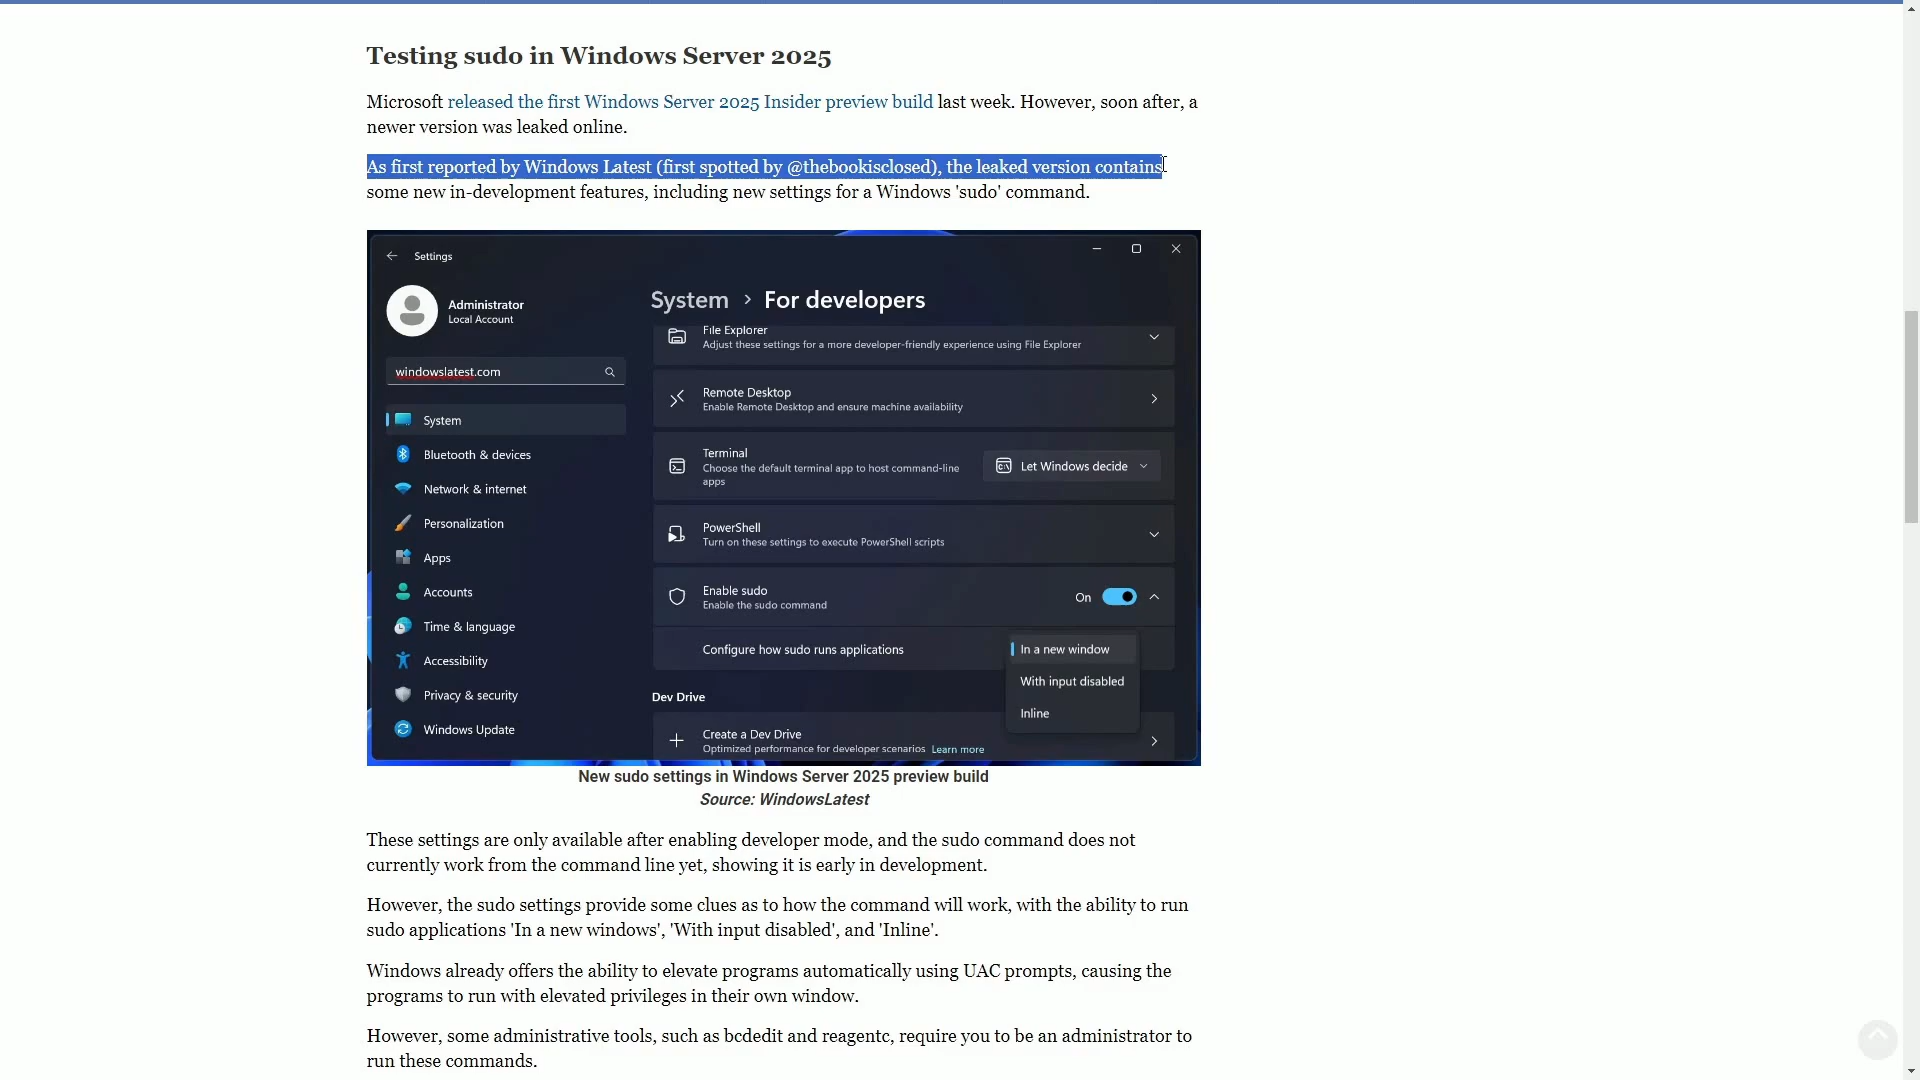 Testing sudo in Windows Server 2025
Microsoft released the first Windows Server 2025 Insider preview build last week. However, soon after, a
newer version was leaked online.
As first reported by Windows Latest (first spotted by @thebookisclosed), the leaked version contains
some new in-development features, including new settings for a Windows 'sudo' command.
Settings
Administrator
Local Account
windowslatest.com
System
Bluetooth & devices
Network & internet
Personalization
Apps
Accounts
Time & language
Accessibility
Privacy & security
Windows Update
System > For developers
File Explorer
Adjust these settings for a more developer-friendly experience using File Explorer
Remote Desktop
Enable Remote Desktop and ensure machine availability
Terminal
Choose the default terminal app to host command-line
apps
Let Windows decide
PowerShell
Turn on these settings to execute PowerShell scripts
Enable sudo
Enable the sudo command
On
Configure how sudo runs applications
In a new window
With input disabled
Inline
Dev Drive
Create a Dev Drive
Optimized performance for developer scenarios Learn more
New sudo settings in Windows Server 2025 preview build
Source: WindowsLatest
These settings are only available after enabling developer mode, and the sudo command does not
currently work from the command line yet, showing it is early in development.
However, the sudo settings provide some clues as to how the command will work, with the ability to run
sudo applications 'In a new windows', 'With input disabled', and 'Inline'.
Windows already offers the ability to elevate programs automatically using UAC prompts, causing the
programs to run with elevated privileges in their own window.
However, some administrative tools, such as bcdedit and reagentc, require you to be an administrator to
run these commands.